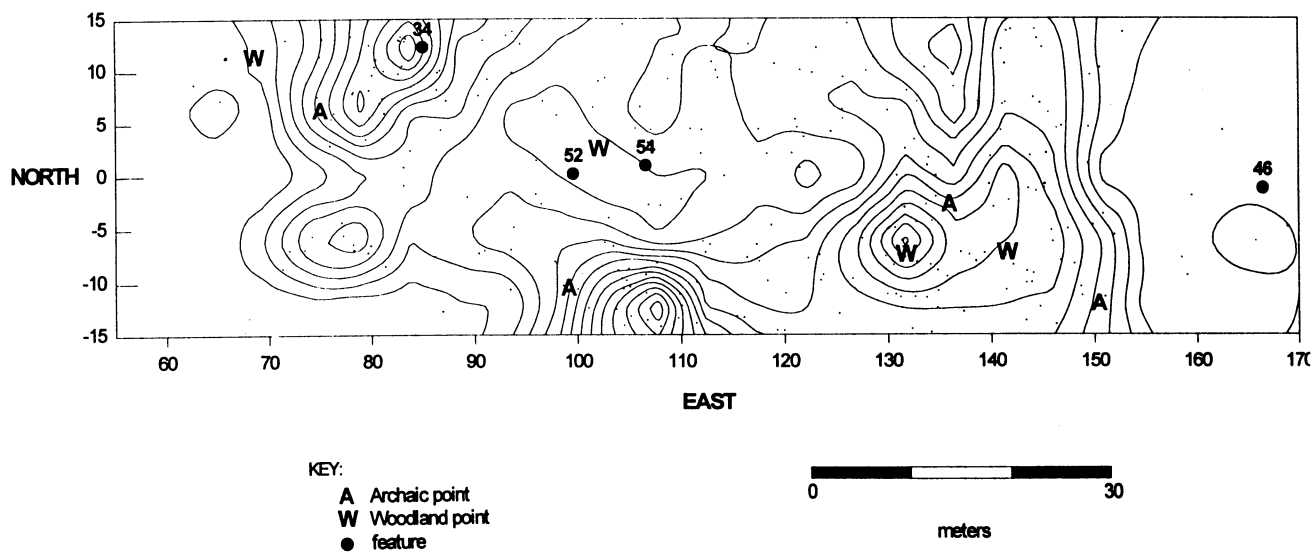 15
34
W
10
A
5
W
54
52
46
NORTH
0
A
-5
W
W
-10
A
A
-15
60
70
80
90
100
110
120
130
140
150
160
170
EAST
KEY:
A Archaic point
W Woodland point
feature
0
30
meters